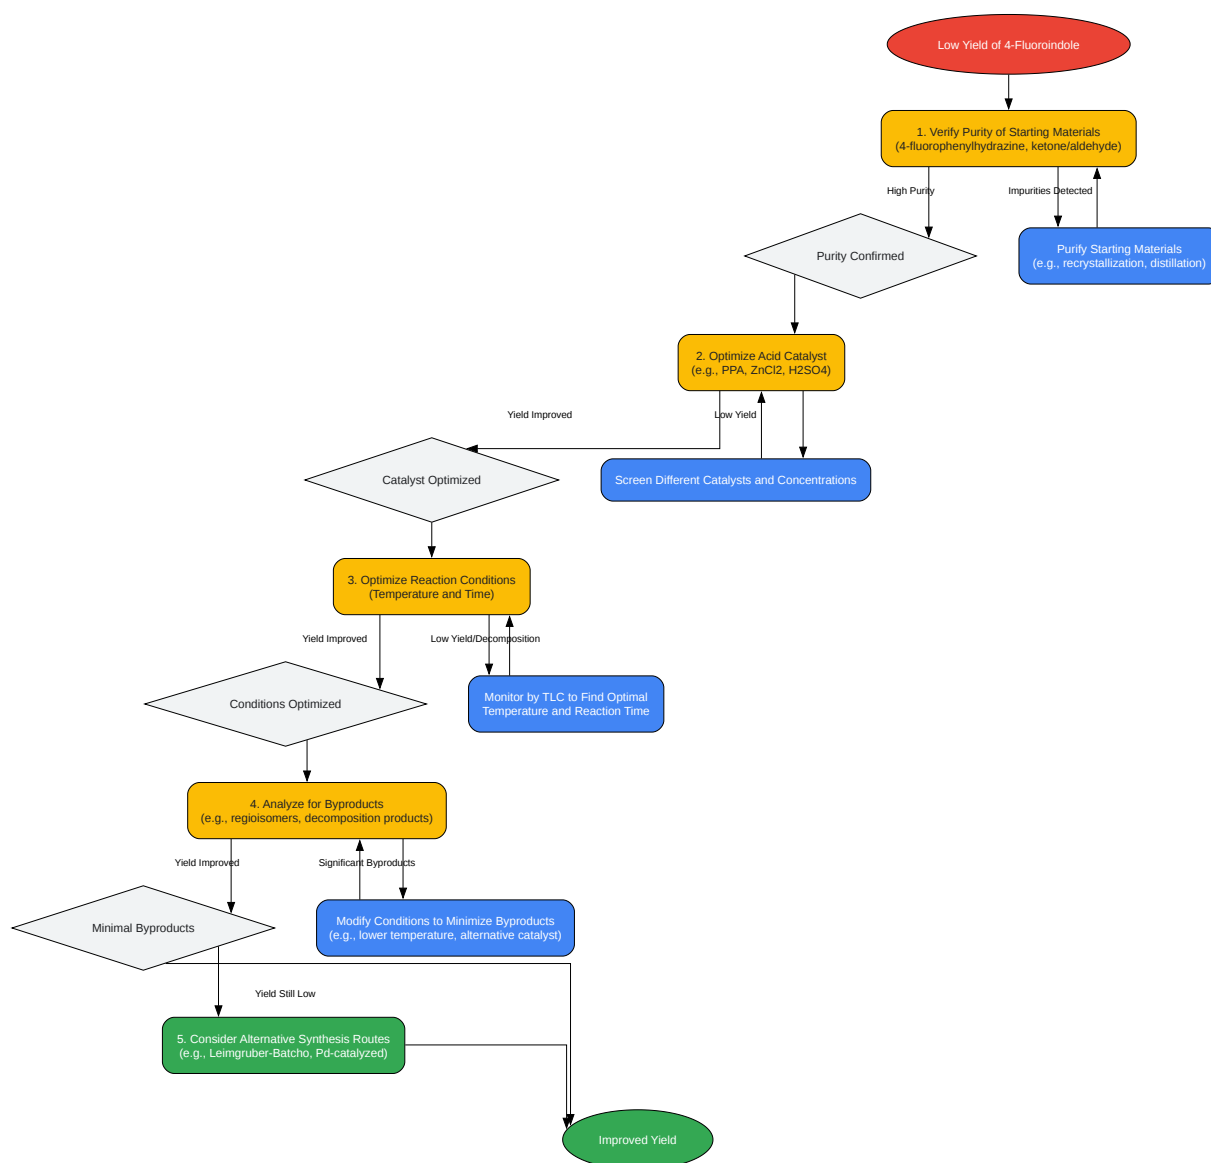 Low Yield of 4-Fluoroindole
1. Verify Purity of Starting Materials
(4-fluorophenylhydrazine, ketone/aldehyde)
High Purity
Impurities Detected
Purity Confirmed
Purify Starting Materials
(e.g., recrystallization, distillation)
2. Optimize Acid Catalyst
(e.g., PPA, ZnCl2, H2SO4)
Yield Improved
Low Yield
Catalyst Optimized
Screen Different Catalysts and Concentrations
3. Optimize Reaction Conditions
(Temperature and Time)
Yield Improved
Low Yield/Decomposition
Conditions Optimized
Monitor by TLC to Find Optimal
Temperature and Reaction Time
4. Analyze for Byproducts
(e.g., regioisomers, decomposition products)
Yield Improved
Significant Byproducts
Minimal Byproducts
Modify Conditions to Minimize Byproducts
(e.g., lower temperature, alternative catalyst)
Yield Still Low
5. Consider Alternative Synthesis Routes
(e.g., Leimgruber-Batcho, Pd-catalyzed)
Improved Yield